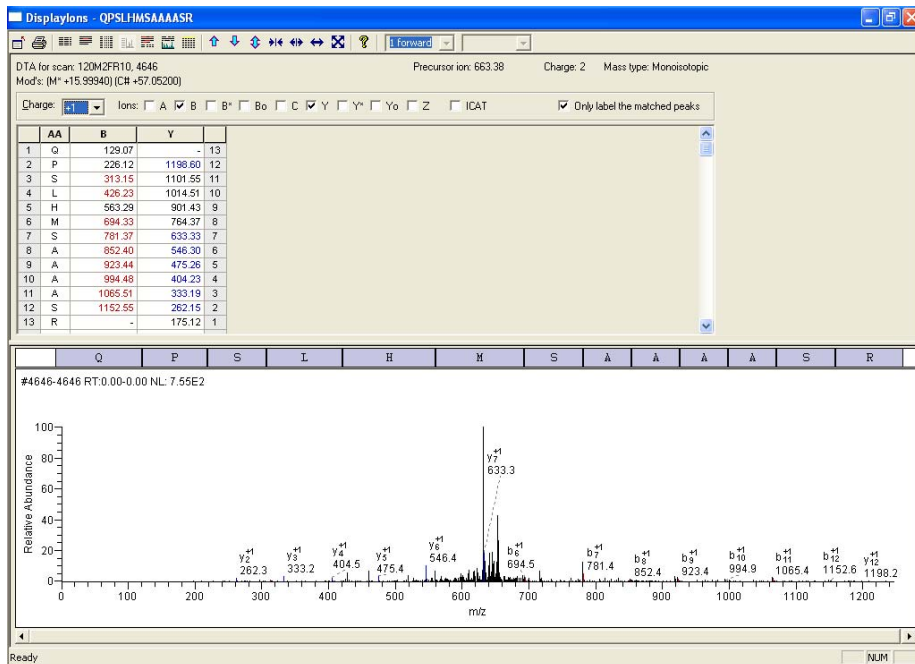 DisplayIons - QPSLHMSAAAASR
1 forward
DTA for scan: 120M2FR10, 4646 Precursor ion: 663.38 Charge: 2 Mass type: Monoisotopic
Mod's: (M* +15.99940) (C# +57.05200)
Charge: +1 Ions: A B B* Bo C Y Y* Yo Z ICAT Only label the matched peaks
AA B Y
1 Q 129.07 - 13
2 P 226.12 1198.60 12
3 S 313.15 1101.55 11
4 L 426.23 1014.51 10
5 H 563.29 901.43 9
6 M 694.33 764.37 8
7 S 781.37 633.33 7
8 A 852.40 546.30 6
9 A 923.44 475.26 5
10 A 994.48 404.23 4
11 A 1065.51 333.19 3
12 S 1152.55 262.15 2
13 R - 175.12 1
Q P S L H M S A A A A S R
#4646-4646 RT:0.00-0.00 NL: 7.55E2
Relative Abundance
100
80
60
40
20
0
y7+1
633.3
y2+1 y3+1 y4+1 y5+1 y6+1 b6+1 b7+1 b8+1 b9+1 b10+1 b11+1 b12+1 y12+1
262.3 333.2 404.5 475.4 546.4 694.5 781.4 852.4 923.4 994.9 1065.4 1152.6 1198.2
0 100 200 300 400 500 600 700 800 900 1000 1100 1200
m/z
Ready NUM